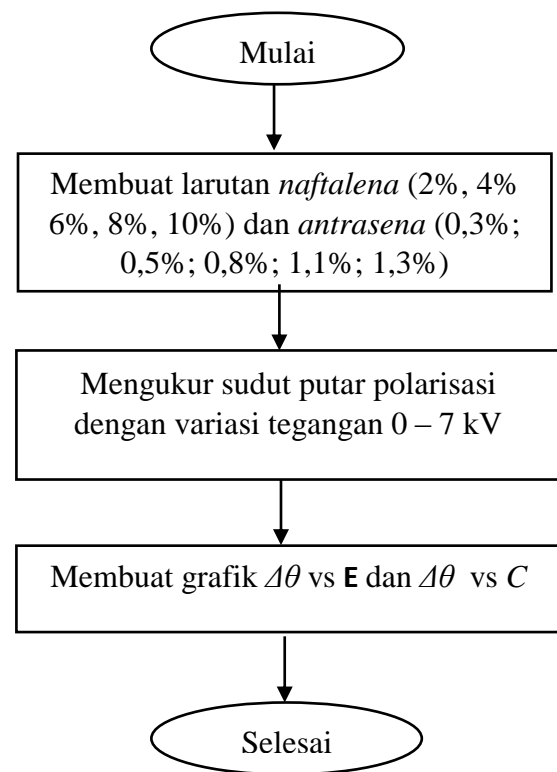 Mulai
Membuat larutan naftalena (2%, 4%
6%, 8%, 10%) dan antrasena (0,3%;
0,5%; 0,8%; 1,1%; 1,3%)
Mengukur sudut putar polarisasi
dengan variasi tegangan 0 – 7 kV
Membuat grafik Δθ vs E dan Δθ vs C
Selesai